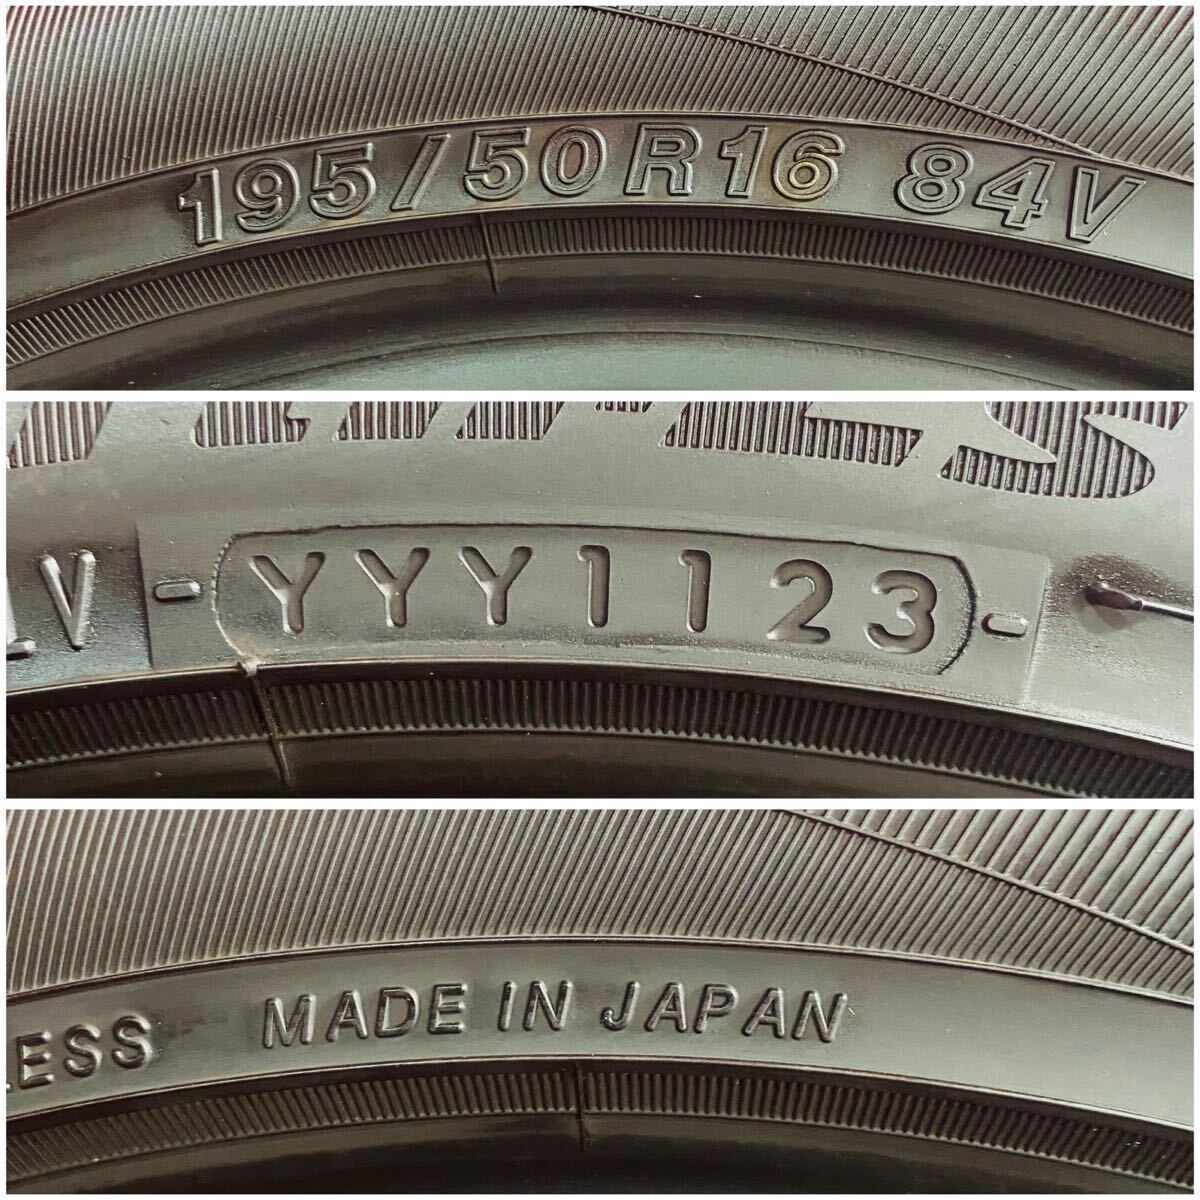 195/50R16 84V
V
YYY1123
LESS MADE IN JAPAN